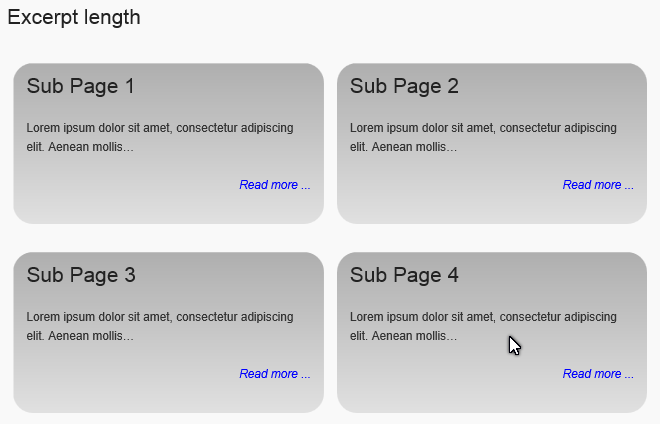 Excerpt length
Sub Page 1
Lorem ipsum dolor sit amet, consectetur adipiscing
elit. Aenean mollis…
Read more ...
Sub Page 2
Lorem ipsum dolor sit amet, consectetur adipiscing
elit. Aenean mollis…
Read more ...
Sub Page 3
Lorem ipsum dolor sit amet, consectetur adipiscing
elit. Aenean mollis…
Read more ...
Sub Page 4
Lorem ipsum dolor sit amet, consectetur adipiscing
elit. Aenean mollis…
Read more ...